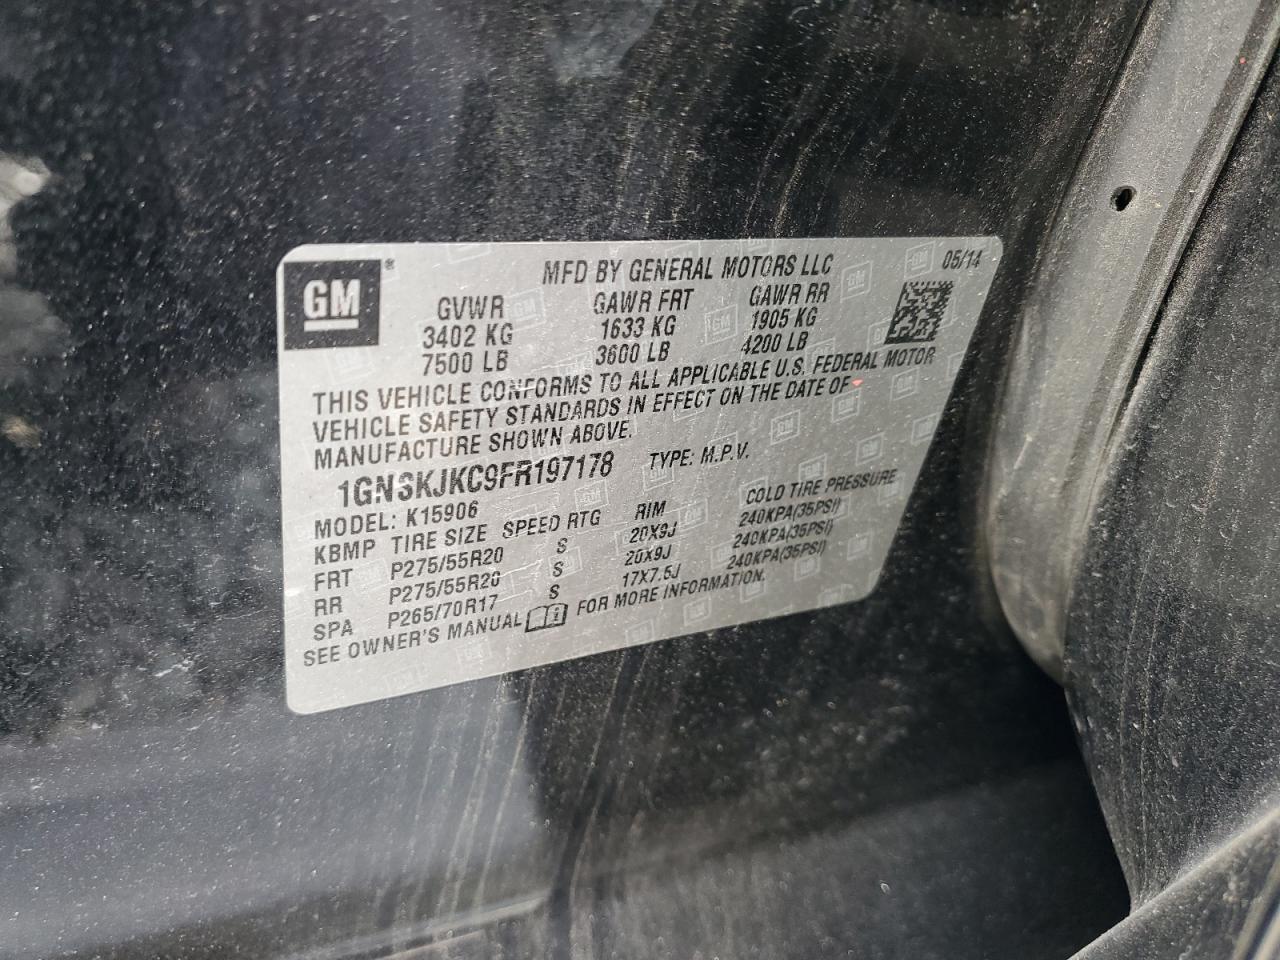 GM®
MFD BY GENERAL MOTORS LLC 05/14
GVWR GAWR FRT GAWR RR
3402 KG 1633 KG 1905 KG
7500 LB 3600 LB 4200 LB
THIS VEHICLE CONFORMS TO ALL APPLICABLE U.S. FEDERAL MOTOR
VEHICLE SAFETY STANDARDS IN EFFECT ON THE DATE OF
MANUFACTURE SHOWN ABOVE.
1GNSKJKC9FR197178 TYPE: M.P.V.
MODEL: K15906
KBMP TIRE SIZE SPEED RTG RIM COLD TIRE PRESSURE
FRT P275/55R20 S 20X9J 240KPA(35PSI)
RR P275/55R20 S 20X9J 240KPA(35PSI)
SPA P265/70R17 S 17X7.5J 240KPA(35PSI)
SEE OWNER'S MANUAL FOR MORE INFORMATION.